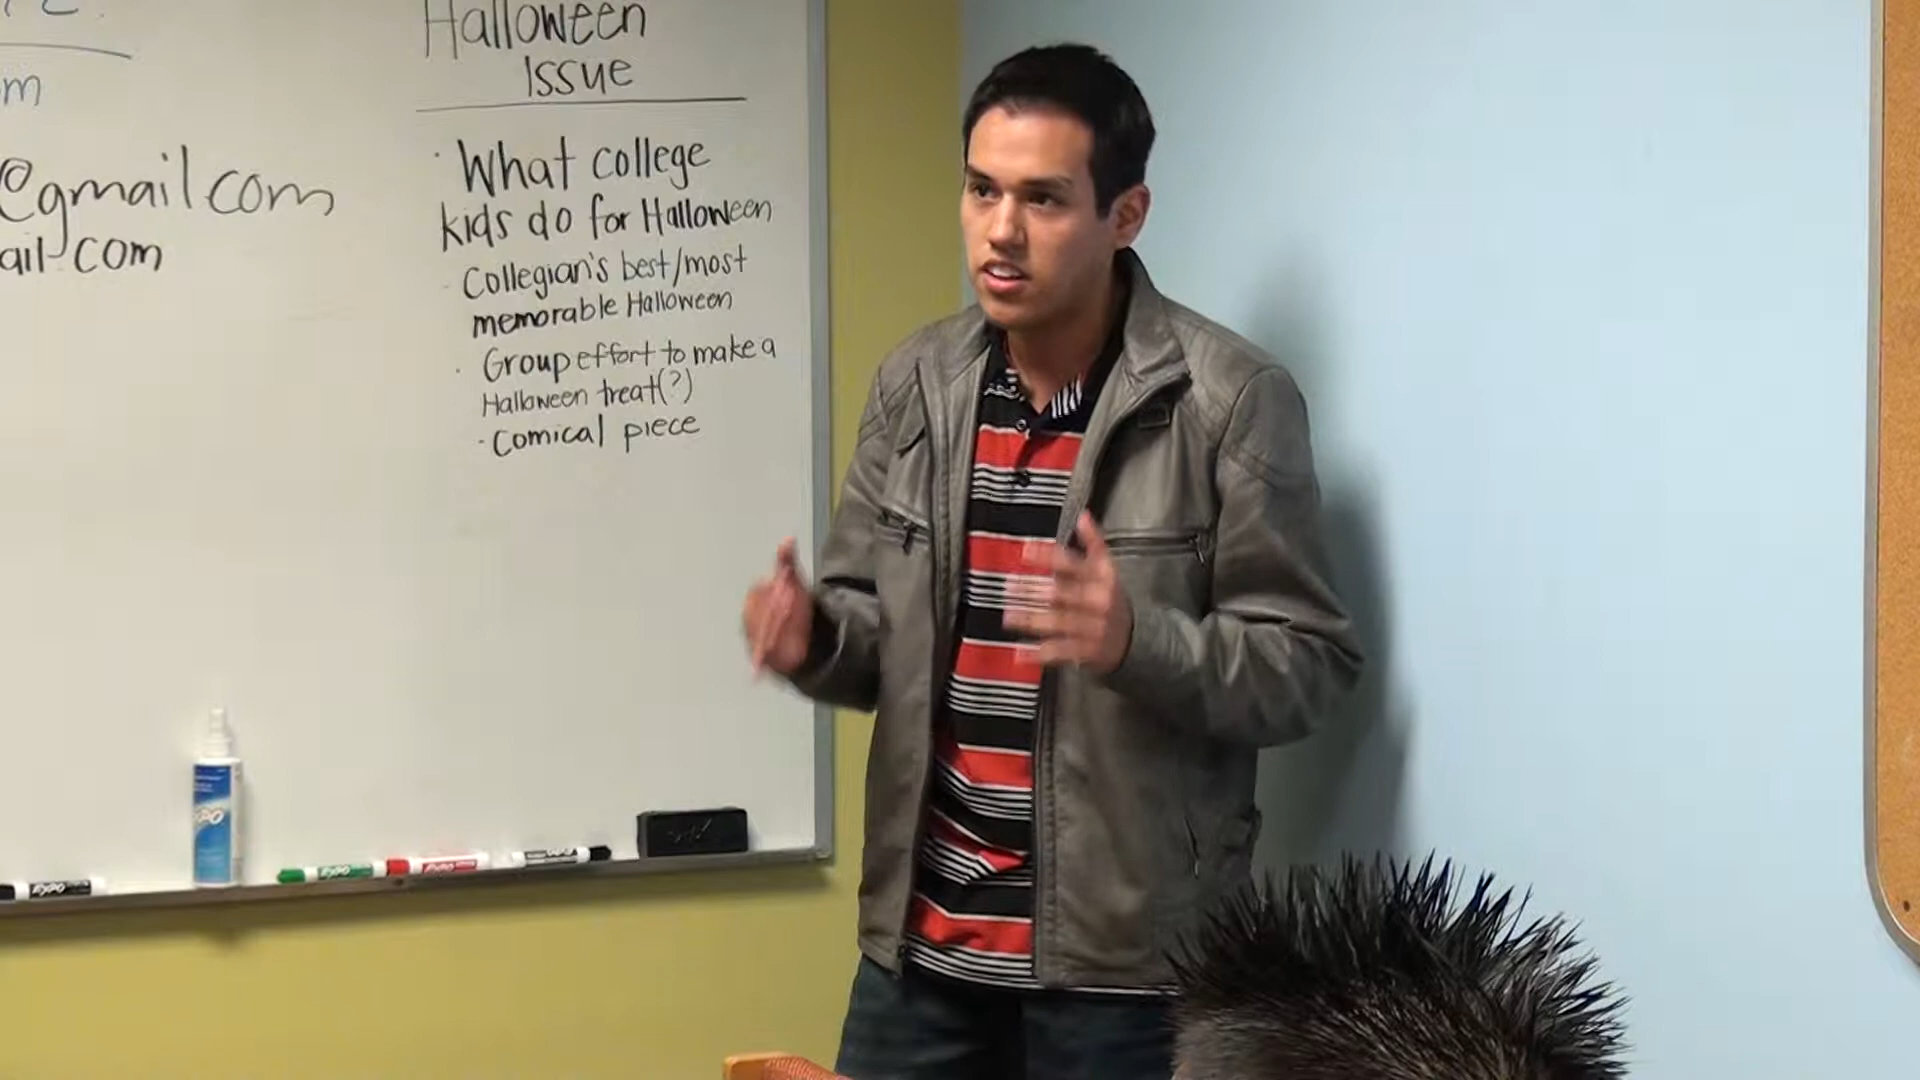 m
@gmail.com
ail.com
Halloween
Issue
· What college
kids do for Halloween
· Collegian's best/most
memorable Halloween
· Group effort to make a
Halloween treat(?)
· Comical piece
EXPO
EXPO